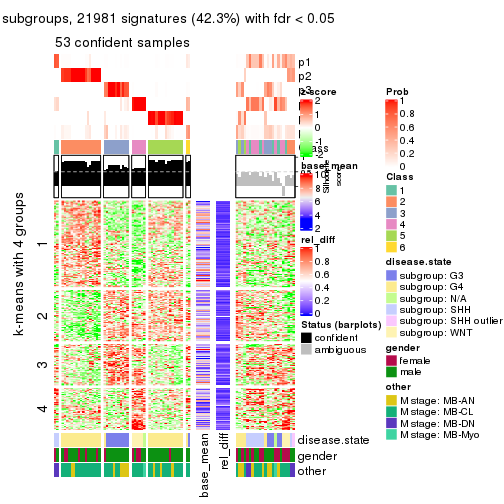 subgroups, 21981 signatures (42.3%) with fdr < 0.05
53 confident samples
p1
p2
z-score
2
1
0
-1
-2
base_mean
10
8
6
4
2
rel_diff
1
0.8
0.6
0.4
0.2
0
Status (barplots)
confident
ambiguous
Silhouette
score
k-means with 4 groups
1
2
3
4
Prob
1
0.8
0.6
0.4
0.2
0
Class
1
2
3
4
5
6
disease.state
subgroup: G3
subgroup: G4
subgroup: N/A
subgroup: SHH
subgroup: SHH outlier
subgroup: WNT
gender
female
male
other
M stage: MB-AN
M stage: MB-CL
M stage: MB-DN
M stage: MB-Myo
disease.state
gender
other
base_mean
rel_diff